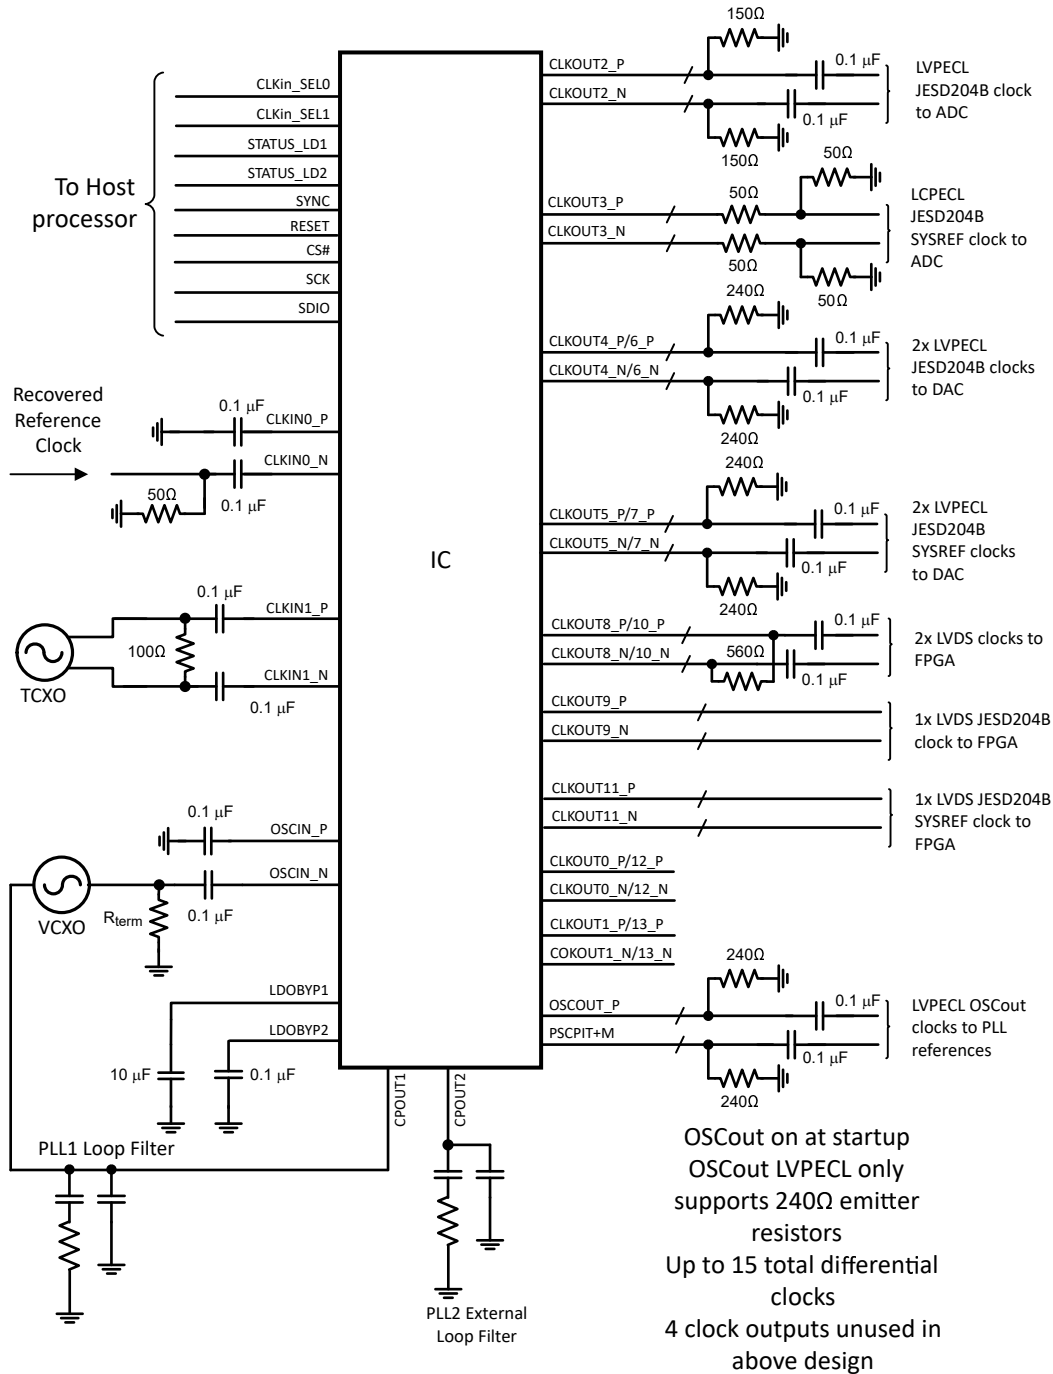 To Host
processor
CLKin_SEL0
CLKin_SEL1
STATUS_LD1
STATUS_LD2
SYNC
RESET
CS#
SCK
SDIO
Recovered
Reference
Clock
0.1 µF
CLKIN0_P
CLKIN0_N
50Ω
0.1 µF
0.1 µF
CLKIN1_P
100Ω
TCXO
CLKIN1_N
0.1 µF
0.1 µF
OSCIN_P
OSCIN_N
VCXO
Rterm
0.1 µF
LDOBYP1
LDOBYP2
10 µF
0.1 µF
PLL1 Loop Filter
CPOUT1
CPOUT2
PLL2 External
Loop Filter
IC
150Ω
CLKOUT2_P
0.1 µF
CLKOUT2_N
0.1 µF
150Ω
LVPECL
JESD204B clock
to ADC
50Ω
CLKOUT3_P
50Ω
CLKOUT3_N
50Ω
50Ω
LCPECL
JESD204B
SYSREF clock to
ADC
240Ω
CLKOUT4_P/6_P
0.1 µF
CLKOUT4_N/6_N
0.1 µF
240Ω
2x LVPECL
JESD204B clocks
to DAC
240Ω
CLKOUT5_P/7_P
0.1 µF
CLKOUT5_N/7_N
0.1 µF
240Ω
2x LVPECL
JESD204B
SYSREF clocks
to DAC
CLKOUT8_P/10_P
0.1 µF
CLKOUT8_N/10_N
560Ω
0.1 µF
2x LVDS clocks to
FPGA
CLKOUT9_P
CLKOUT9_N
1x LVDS JESD204B
clock to FPGA
CLKOUT11_P
CLKOUT11_N
1x LVDS JESD204B
SYSREF clock to
FPGA
CLKOUT0_P/12_P
CLKOUT0_N/12_N
CLKOUT1_P/13_P
COKOUT1_N/13_N
240Ω
OSCOUT_P
0.1 µF
PSCPIT+M
0.1 µF
240Ω
LVPECL OSCout
clocks to PLL
references
OSCout on at startup
OSCout LVPECL only
supports 240Ω emitter
resistors
Up to 15 total differential
clocks
4 clock outputs unused in
above design